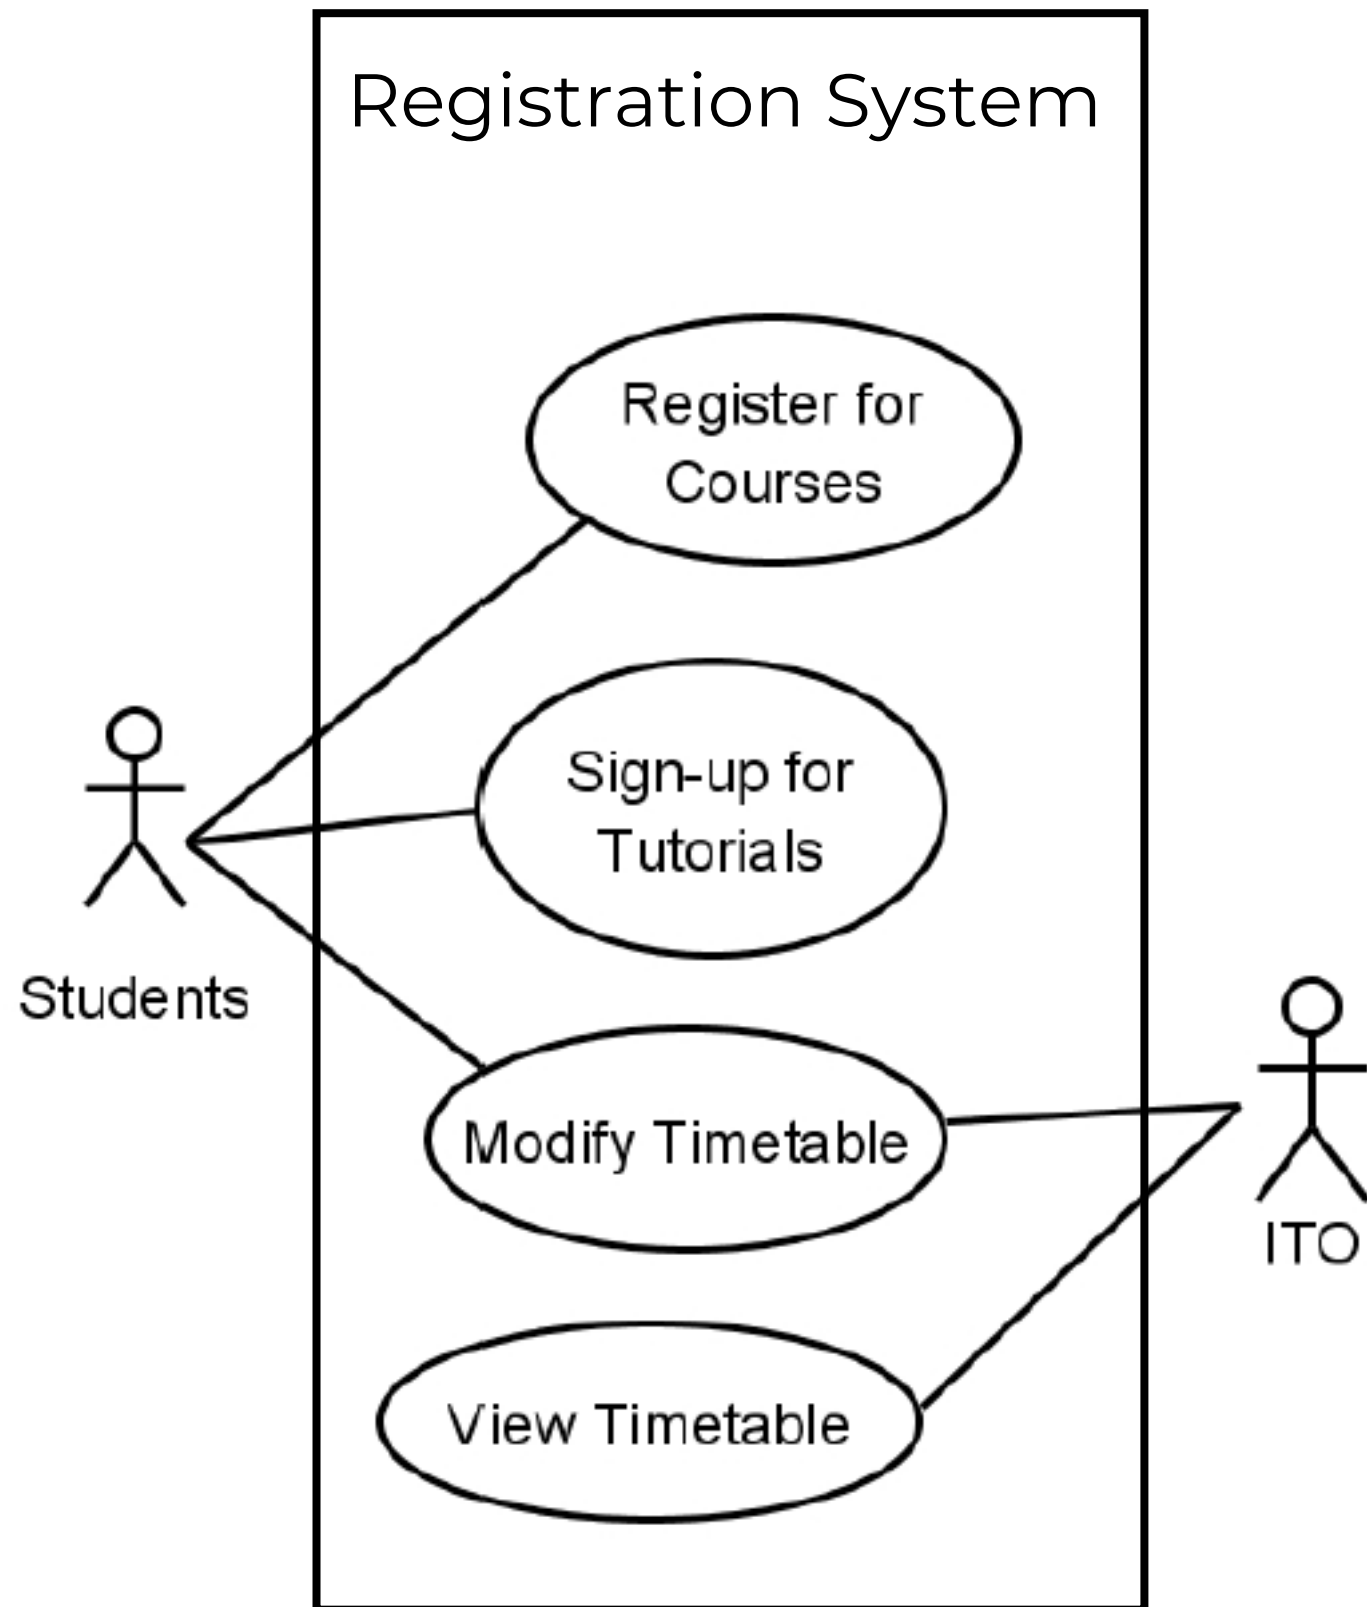 Registration System
Register for
Courses
Sign-up for
Tutorials
Students
Modify Timetable
ITO
View Timetable